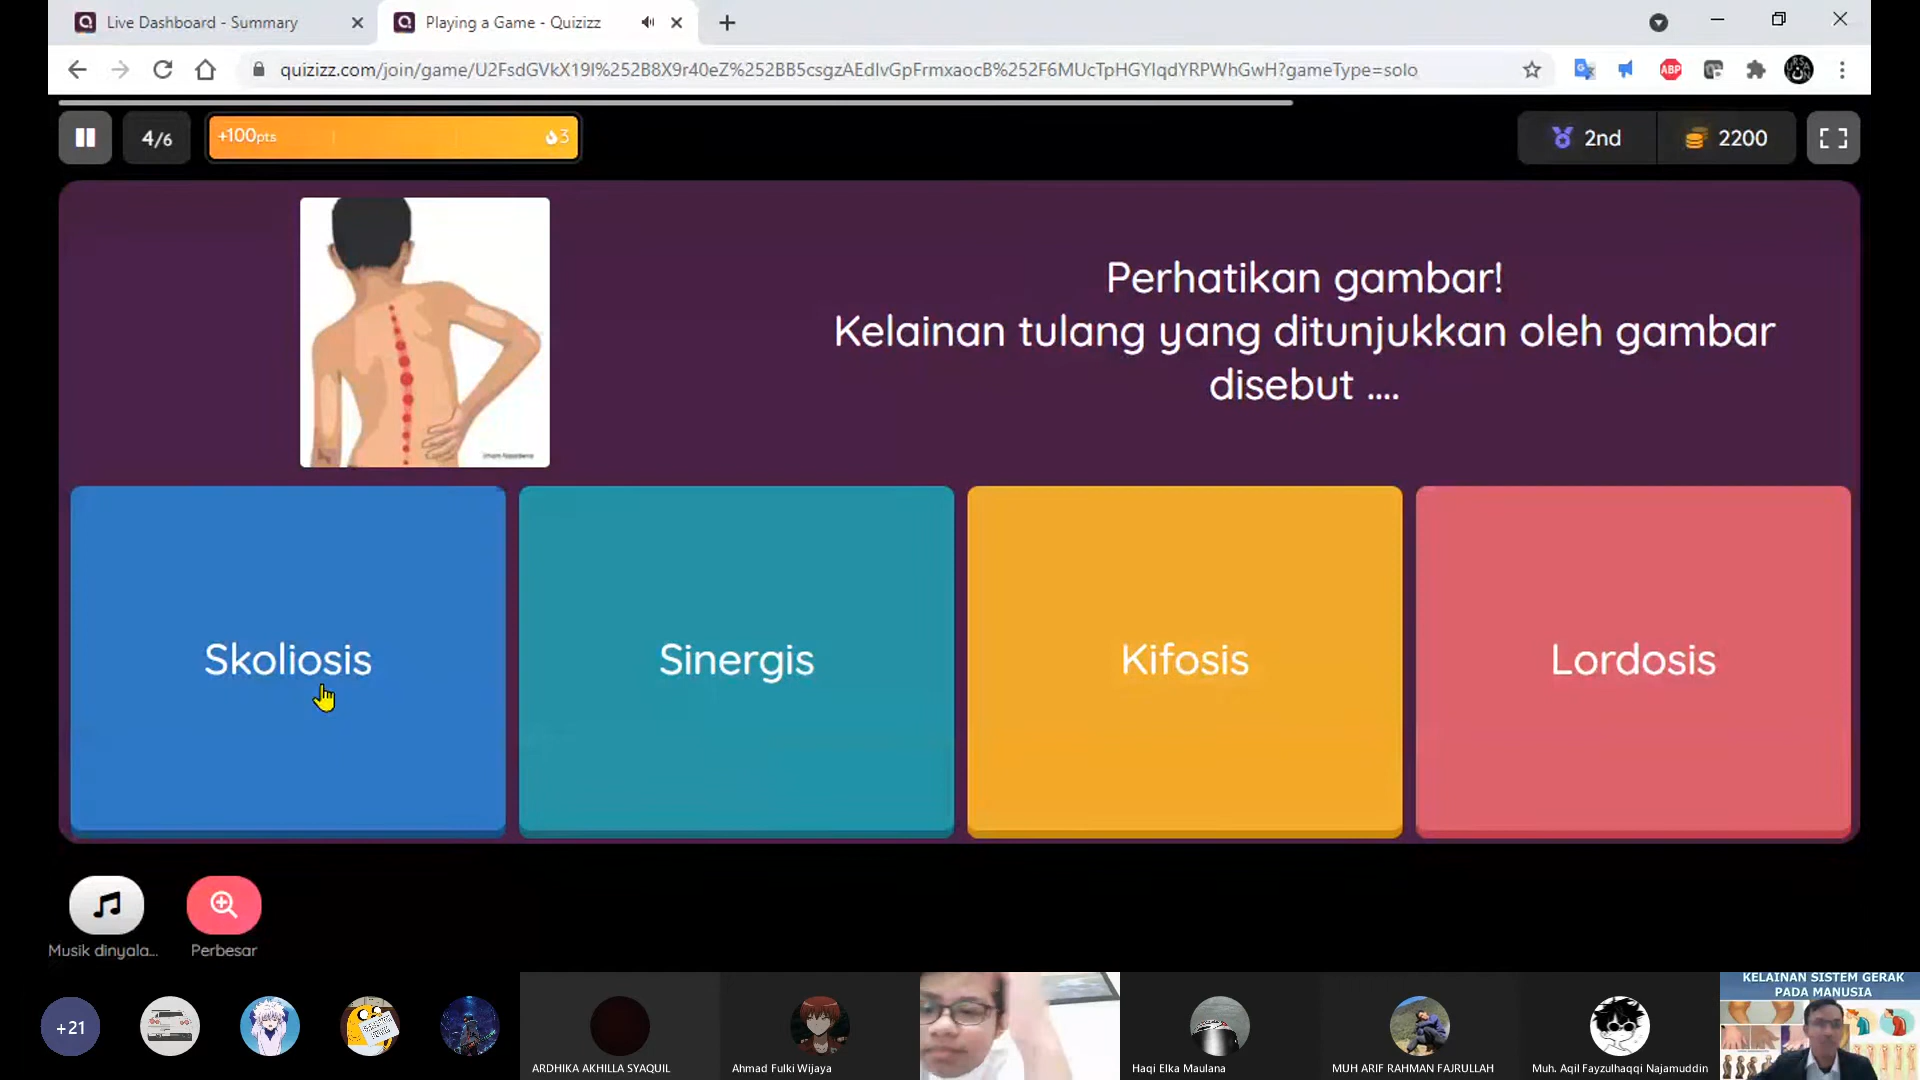 Live Dashboard - Summary
Playing a Game - Quizizz
quizizz.com/join/game/U2FsdGVkX19I%252B8X9r40eZ%252BB5csgzAEdIvGpFrmxaocB%252F6MUcTpHGYIqdYRPWhGwH?gameType=solo
ABP
4/6
+100pts
3
2nd
2200
Perhatikan gambar!
Kelainan tulang yang ditunjukkan oleh gambar
disebut ....
Skoliosis
Sinergis
Kifosis
Lordosis
Musik dinyala...
Perbesar
+21
ARDHIKA AKHILLA SYAQUIL
Ahmad Fulki Wijaya
Haqi Elka Maulana
MUH ARIF RAHMAN FAJRULLAH
Muh. Aqil Fayzulhaqqi Najamuddin
KELAINAN SISTEM GERAK
PADA MANUSIA